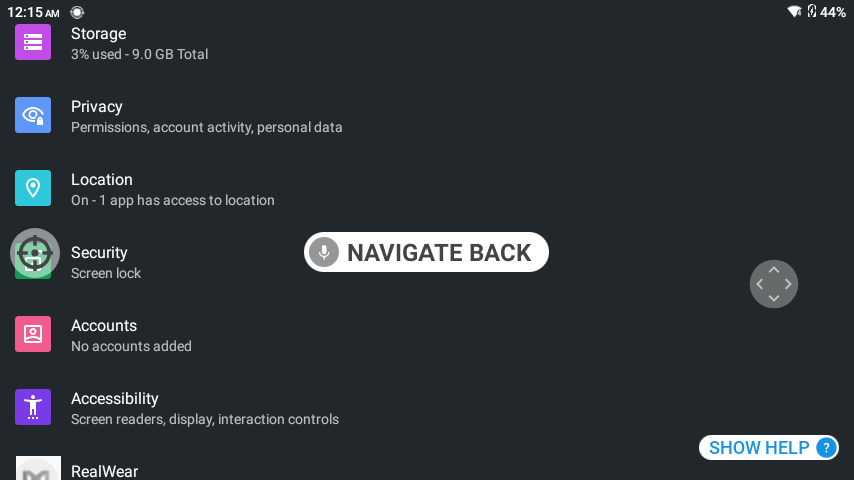 12:15 AM
44%
Storage
3% used - 9.0 GB Total
Privacy
Permissions, account activity, personal data
Location
On - 1 app has access to location
Security
Screen lock
NAVIGATE BACK
Accounts
No accounts added
Accessibility
Screen readers, display, interaction controls
SHOW HELP ?
RealWear